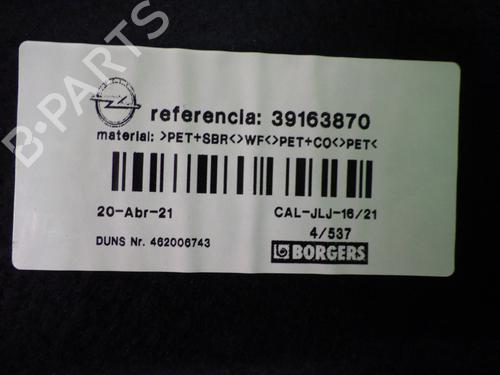 B-PARTS
referencia: 39163870
material: >PET+SBR<>WF<>PET+CO<>PET<
20-Abr-21 CAL-JLJ-16/21
4/537
DUNS Nr. 462006743 BORGERS